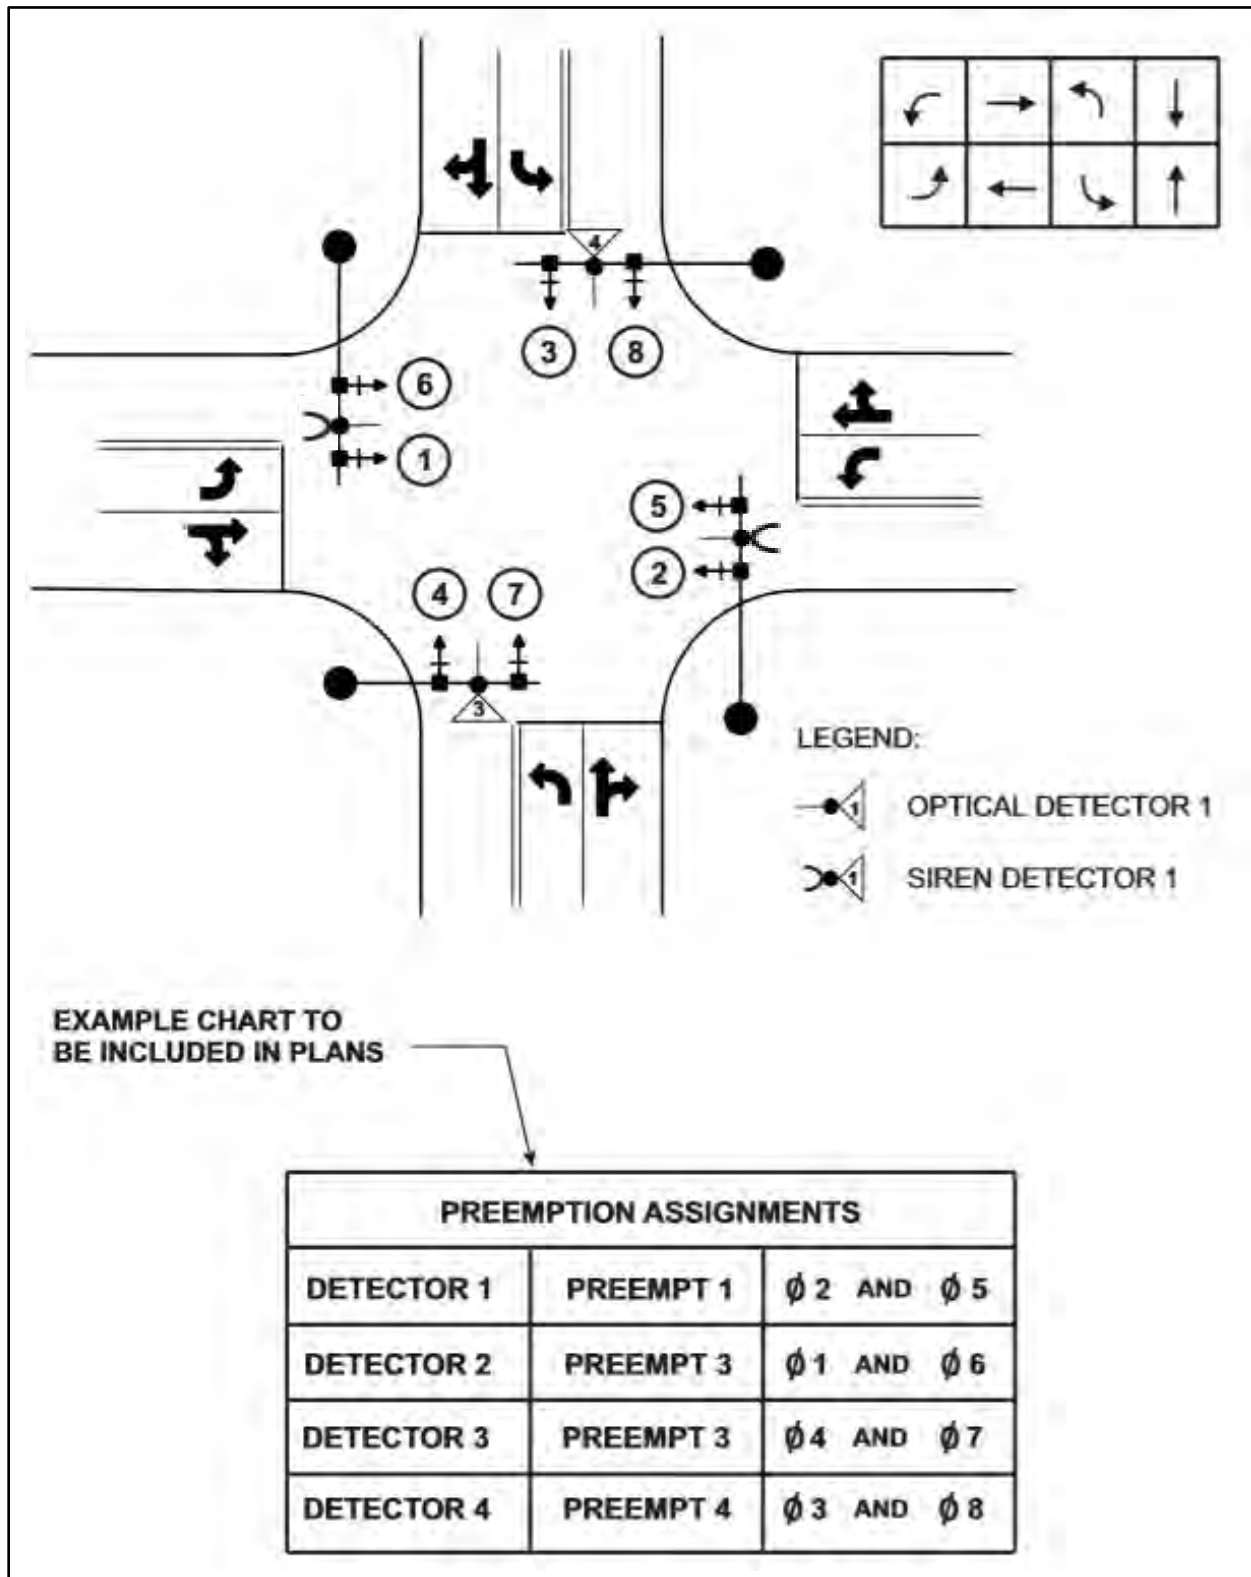 4
3 8
6
1
5
2
4 7
3
LEGEND:
1 OPTICAL DETECTOR 1
1 SIREN DETECTOR 1
EXAMPLE CHART TO
BE INCLUDED IN PLANS
PREEMPTION ASSIGNMENTS
DETECTOR 1 PREEMPT 1 Ø 2 AND Ø 5
DETECTOR 2 PREEMPT 3 Ø 1 AND Ø 6
DETECTOR 3 PREEMPT 3 Ø 4 AND Ø 7
DETECTOR 4 PREEMPT 4 Ø 3 AND Ø 8